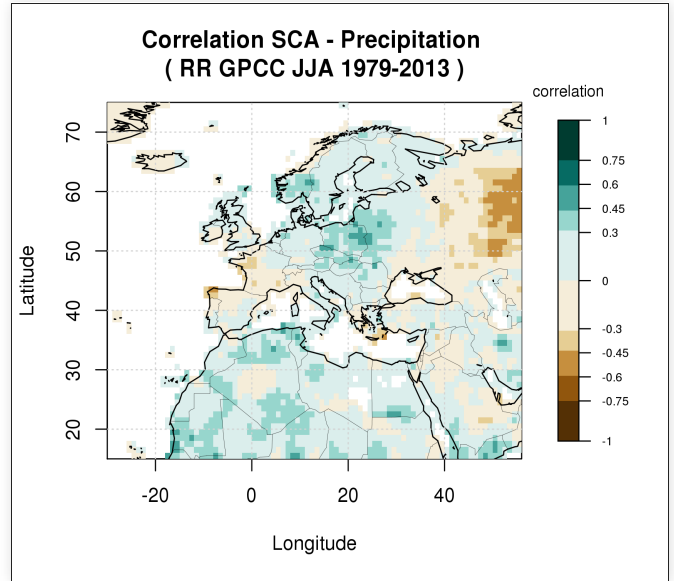 Correlation SCA - Precipitation
( RR GPCC JJA 1979-2013 )
correlation
1
0.75
0.6
0.45
0.3
0
-0.3
-0.45
-0.6
-0.75
-1
Latitude
70
60
50
40
30
20
-20 0 20 40
Longitude